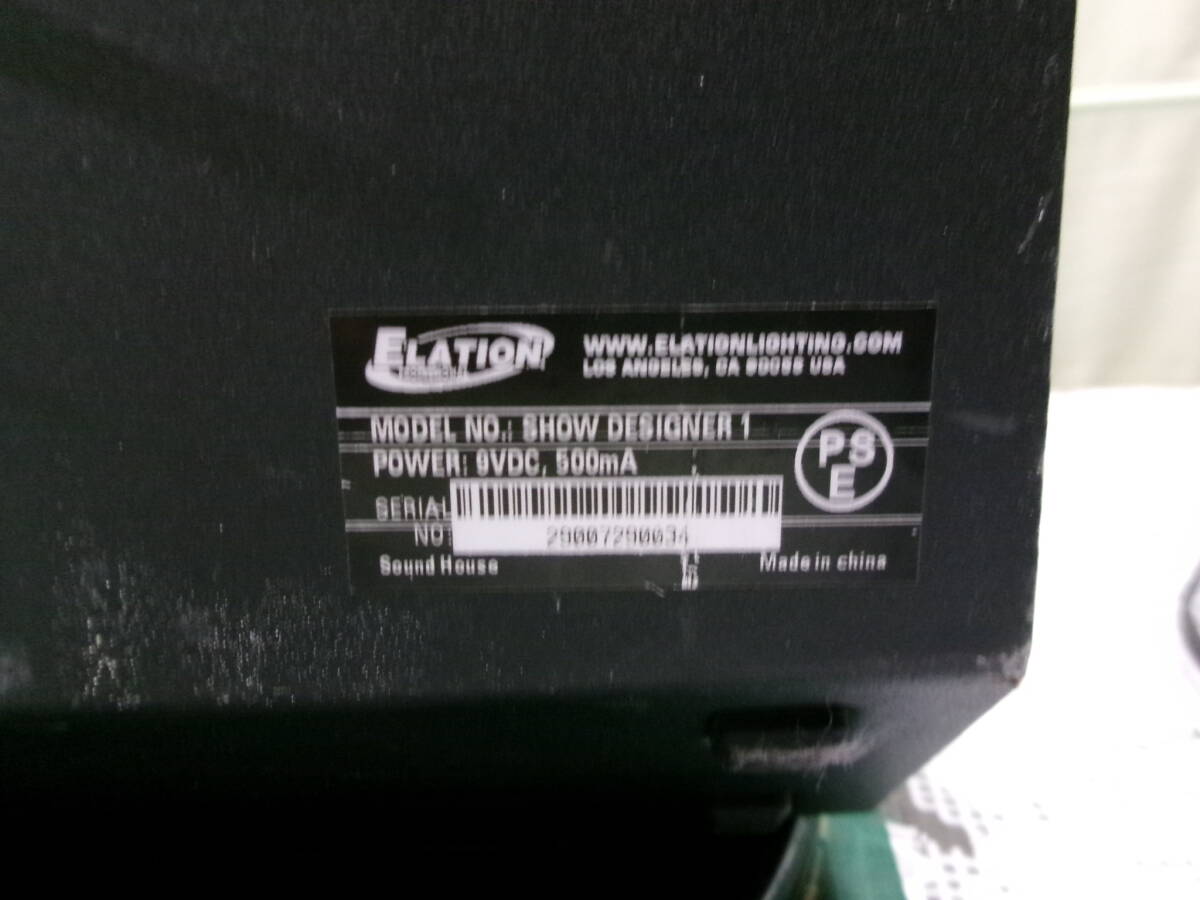 ELATION
WWW.ELATIONLIGHTING.COM
LOS ANGELES, CA 90058 USA
MODEL NO.: SHOW DESIGNER 1
POWER: 9VDC, 500mA
PS
E
SERIAL
NO:
29007290034
Sound House
Made in china